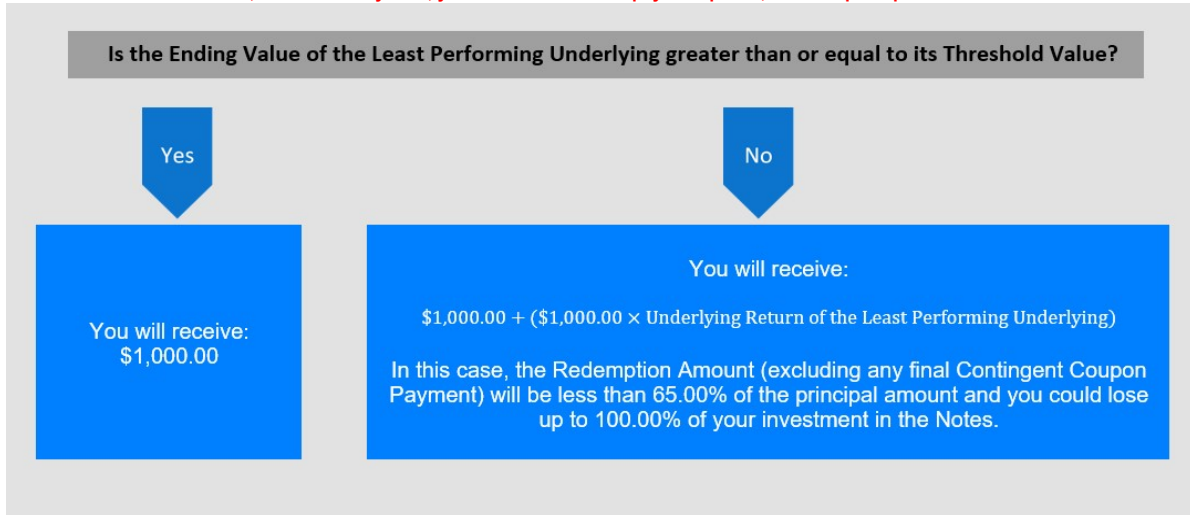 Is the Ending Value of the Least Performing Underlying greater than or equal to its Threshold Value?
Yes
No
You will receive:
$1,000.00
You will receive:
$1,000.00 + ($1,000.00 × Underlying Return of the Least Performing Underlying)
In this case, the Redemption Amount (excluding any final Contingent Coupon
Payment) will be less than 65.00% of the principal amount and you could lose
up to 100.00% of your investment in the Notes.